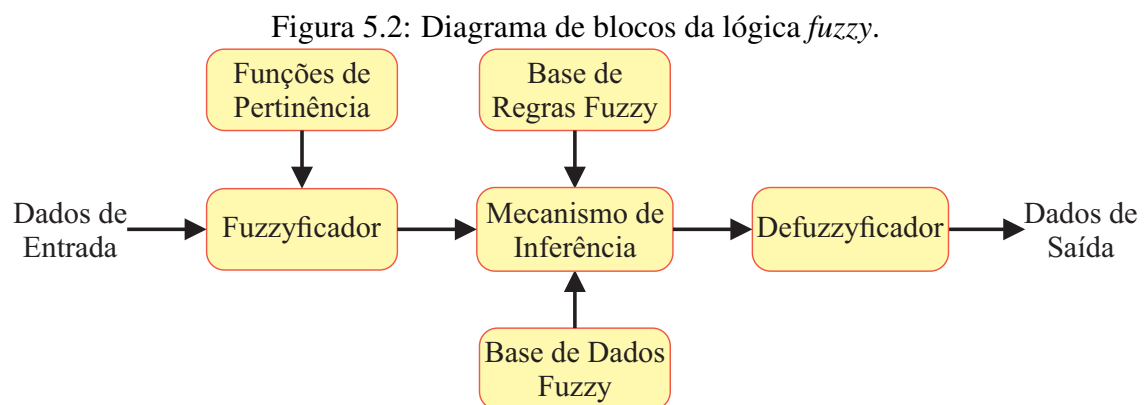 Figura 5.2: Diagrama de blocos da lógica fuzzy.
Funções de
Pertinência
Base de
Regras Fuzzy
Dados de
Entrada
Fuzzyficador
Mecanismo de
Inferência
Defuzzyficador
Dados de
Saída
Base de Dados
Fuzzy